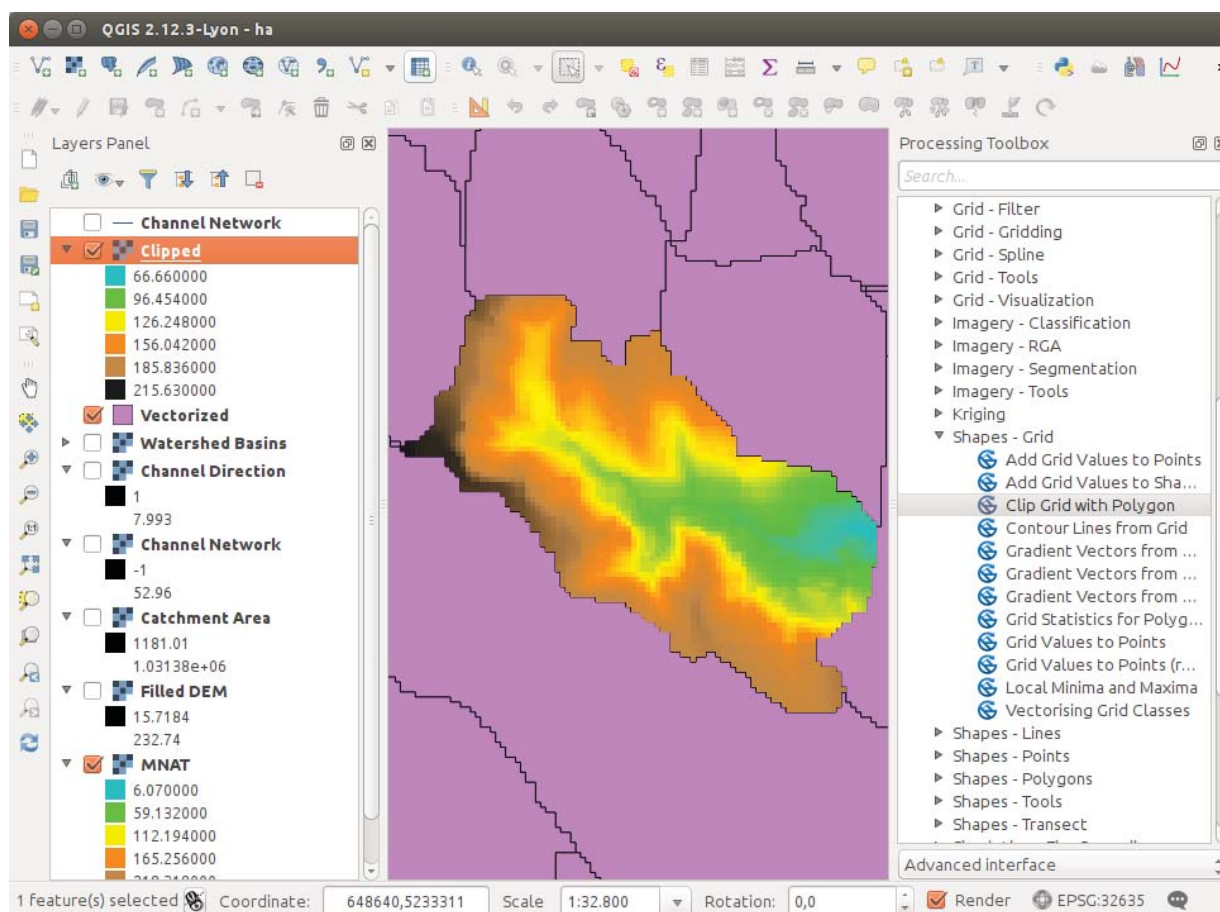 QGIS 2.12.3-Lyon - ha
Layers Panel
Channel Network
Clipped
66.660000
96.454000
126.248000
156.042000
185.836000
215.630000
Vectorized
Watershed Basins
Channel Direction
1
7.993
Channel Network
-1
52.96
Catchment Area
1181.01
1.03138e+06
Filled DEM
15.7184
232.74
MNAT
6.070000
59.132000
112.194000
165.256000
Processing Toolbox
Search...
Grid - Filter
Grid - Gridding
Grid - Spline
Grid - Tools
Grid - Visualization
Imagery - Classification
Imagery - RGA
Imagery - Segmentation
Imagery - Tools
Kriging
Shapes - Grid
Add Grid Values to Points
Add Grid Values to Sha...
Clip Grid with Polygon
Contour Lines from Grid
Gradient Vectors from ...
Gradient Vectors from ...
Gradient Vectors from ...
Grid Statistics for Polyg...
Grid Values to Points
Grid Values to Points (r...
Local Minima and Maxima
Vectorising Grid Classes
Shapes - Lines
Shapes - Points
Shapes - Polygons
Shapes - Tools
Shapes - Transect
Advanced interface
1 feature(s) selected Coordinate: 648640,5233311 Scale 1:32.800 Rotation: 0,0 Render EPSG:32635